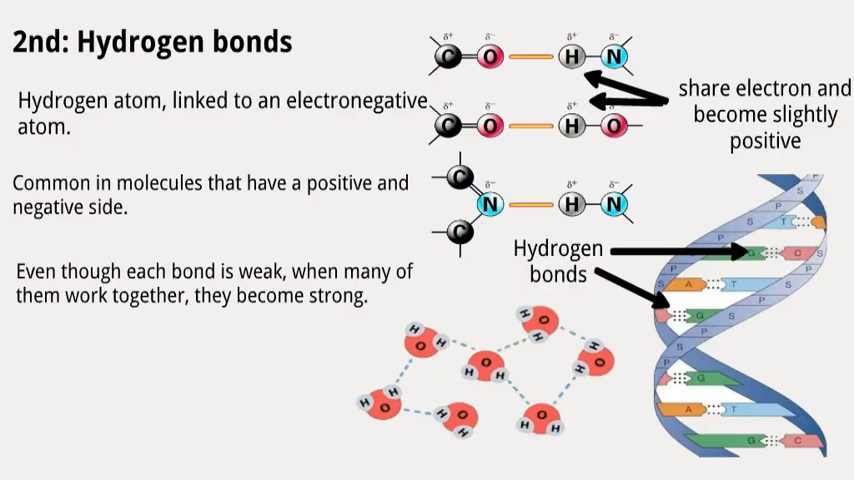 2nd: Hydrogen bonds
Hydrogen atom, linked to an electronegative
atom.
Common in molecules that have a positive and
negative side.
Even though each bond is weak, when many of
them work together, they become strong.
δ+ δ- δ+ δ-
C O H N
δ+ δ- δ+ δ-
C O H O
share electron and
become slightly
positive
C
δ- δ+ δ-
N H N
C
Hydrogen
bonds
P
S
P
S T
P
G C S
P
S A T S
P
G S
P
S
P
G
A T
G C
H O H
H O H
H O H
H O H
H O H
H O H
H O H